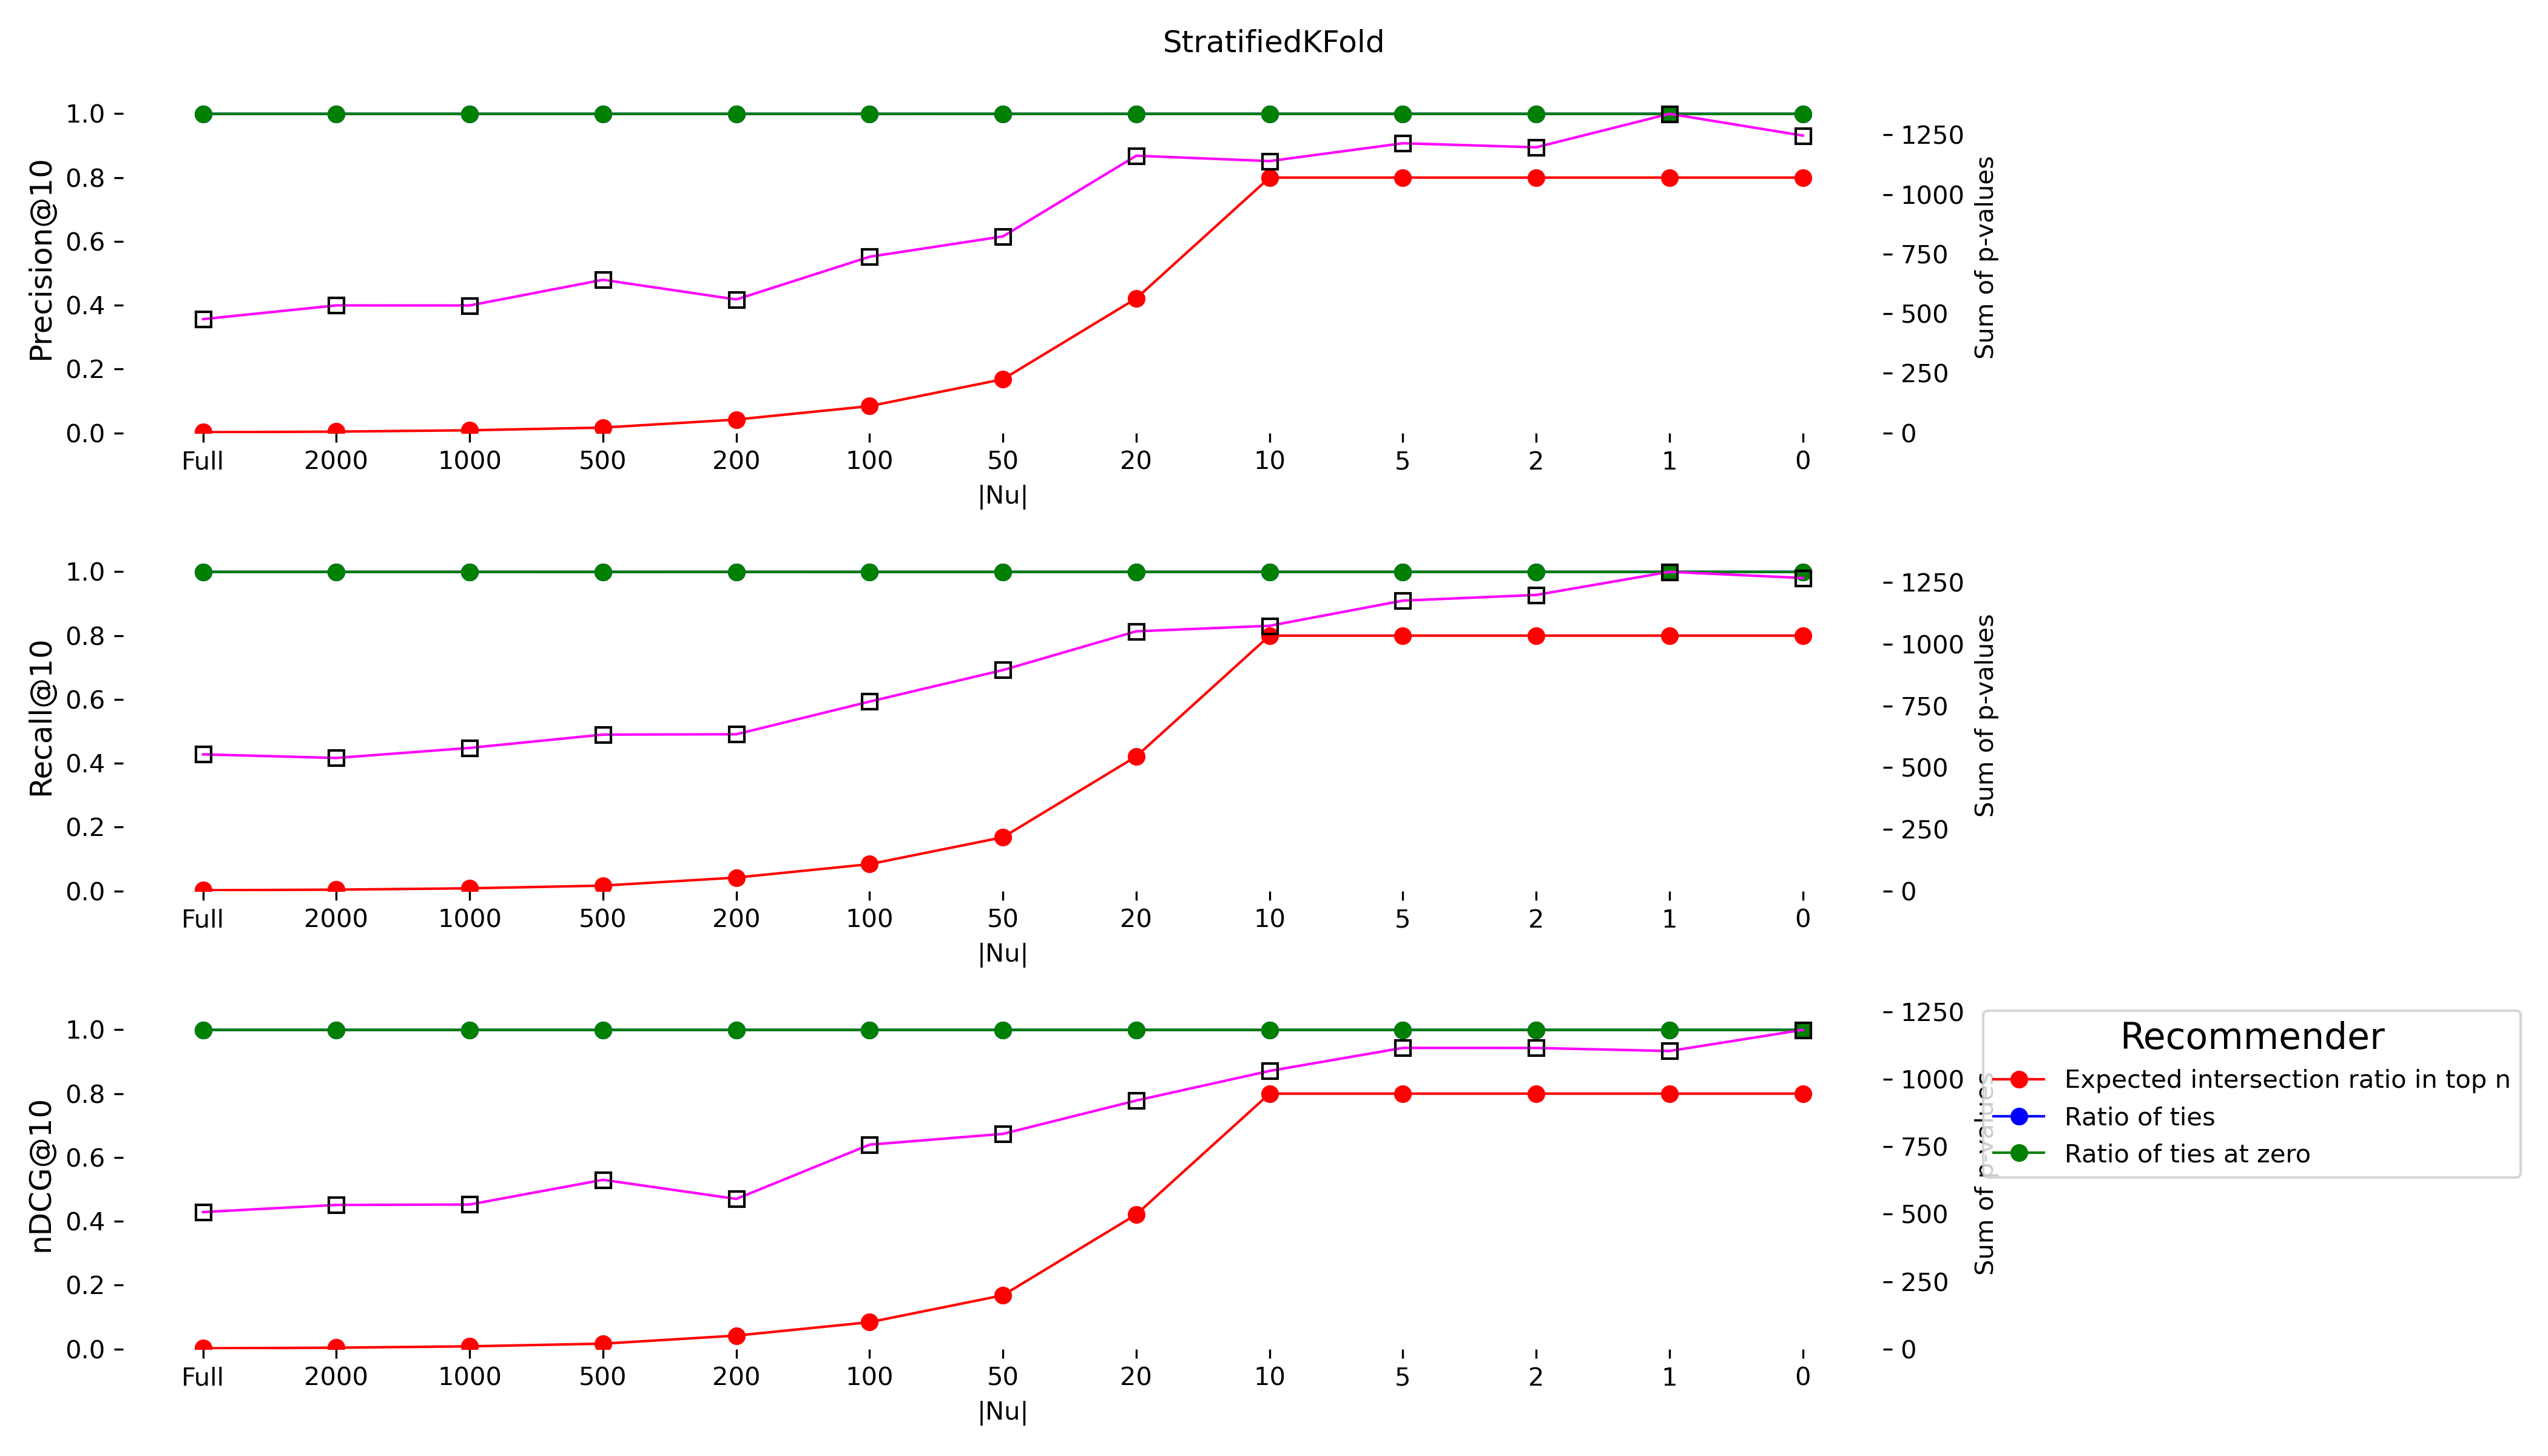 StratifiedKFold
Precision@10
1.0
0.8
0.6
0.4
0.2
0.0
Full 2000 1000 500 200 100 50 20 10 5 2 1 0
|Nu|
1250
1000
750
500
250
0
Sum of p-values
Recall@10
1.0
0.8
0.6
0.4
0.2
0.0
Full 2000 1000 500 200 100 50 20 10 5 2 1 0
|Nu|
1250
1000
750
500
250
0
Sum of p-values
nDCG@10
1.0
0.8
0.6
0.4
0.2
0.0
Full 2000 1000 500 200 100 50 20 10 5 2 1 0
|Nu|
1250
1000
750
500
250
0
Sum of p-values
Recommender
Expected intersection ratio in top n
Ratio of ties
Ratio of ties at zero